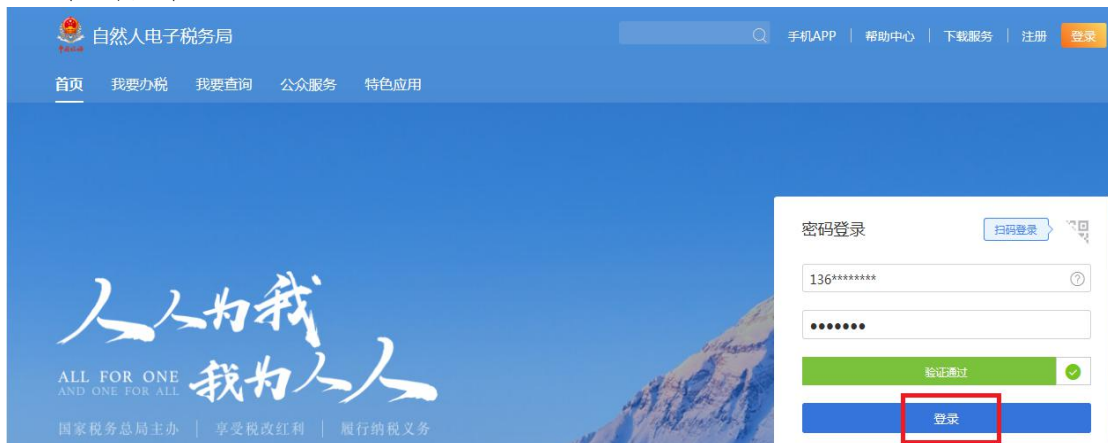 自然人电子税务局
手机APP | 帮助中心 | 下载服务 | 注册 登录
首页 我要办税 我要查询 公众服务 特色应用
密码登录 扫码登录
136********
•••••••
验证通过
登录
人人为我
我为人人
ALL FOR ONE
AND ONE FOR ALL
国家税务总局主办 | 享受税改红利 | 履行纳税义务